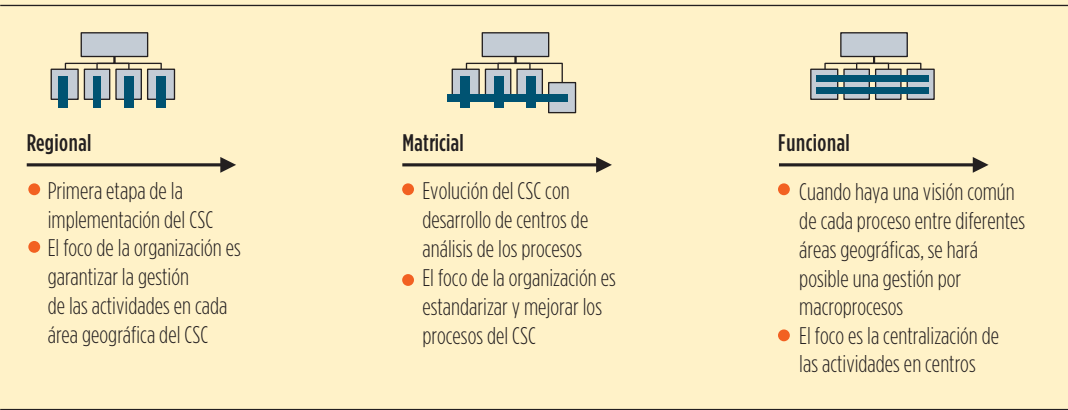 Regional
Primera etapa de la
implementación del CSC
El foco de la organización es
garantizar la gestión
de las actividades en cada
área geográfica del CSC
Matricial
Evolución del CSC con
desarrollo de centros de
análisis de los procesos
El foco de la organización es
estandarizar y mejorar los
procesos del CSC
Funcional
Cuando haya una visión común
de cada proceso entre diferentes
áreas geográficas, se hará
posible una gestión por
macroprocesos
El foco es la centralización de
las actividades en centros